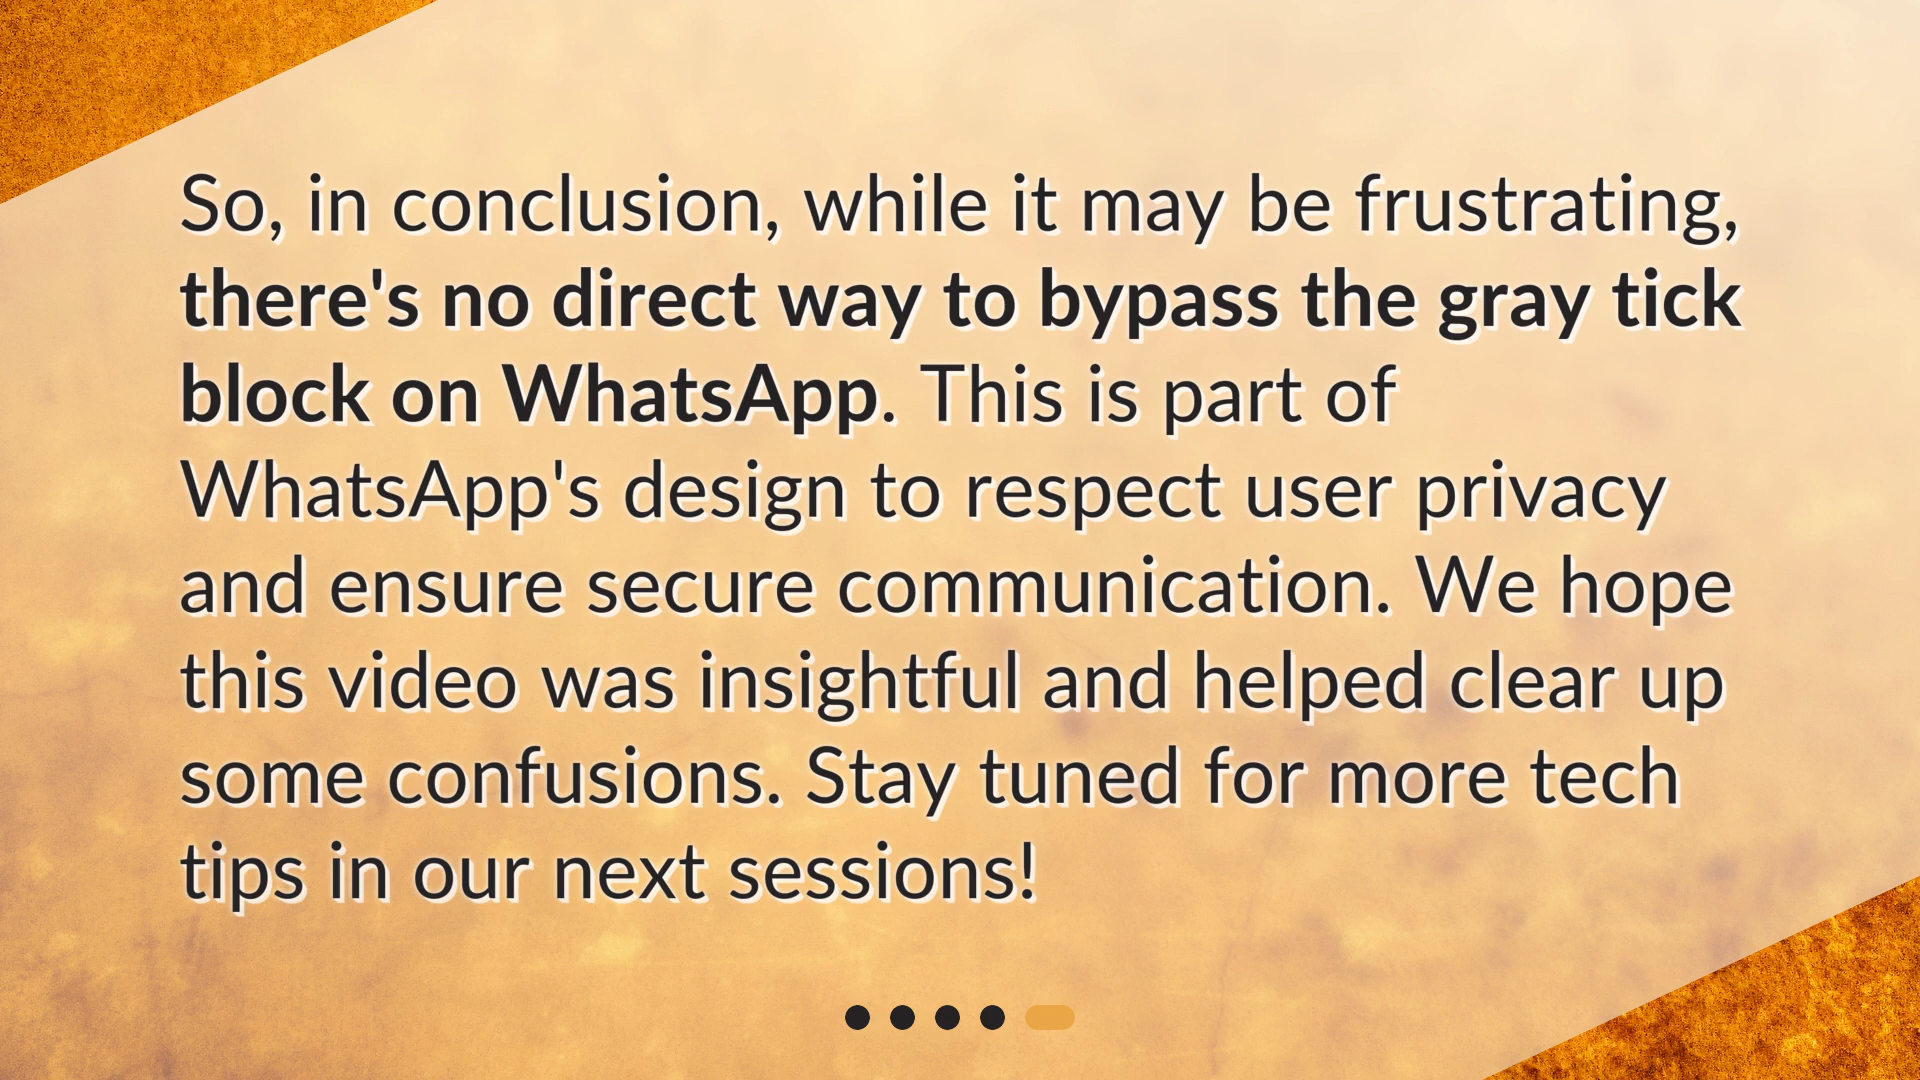 So, in conclusion, while it may be frustrating,
there's no direct way to bypass the gray tick
block on WhatsApp. This is part of
WhatsApp's design to respect user privacy
and ensure secure communication. We hope
this video was insightful and helped clear up
some confusions. Stay tuned for more tech
tips in our next sessions!